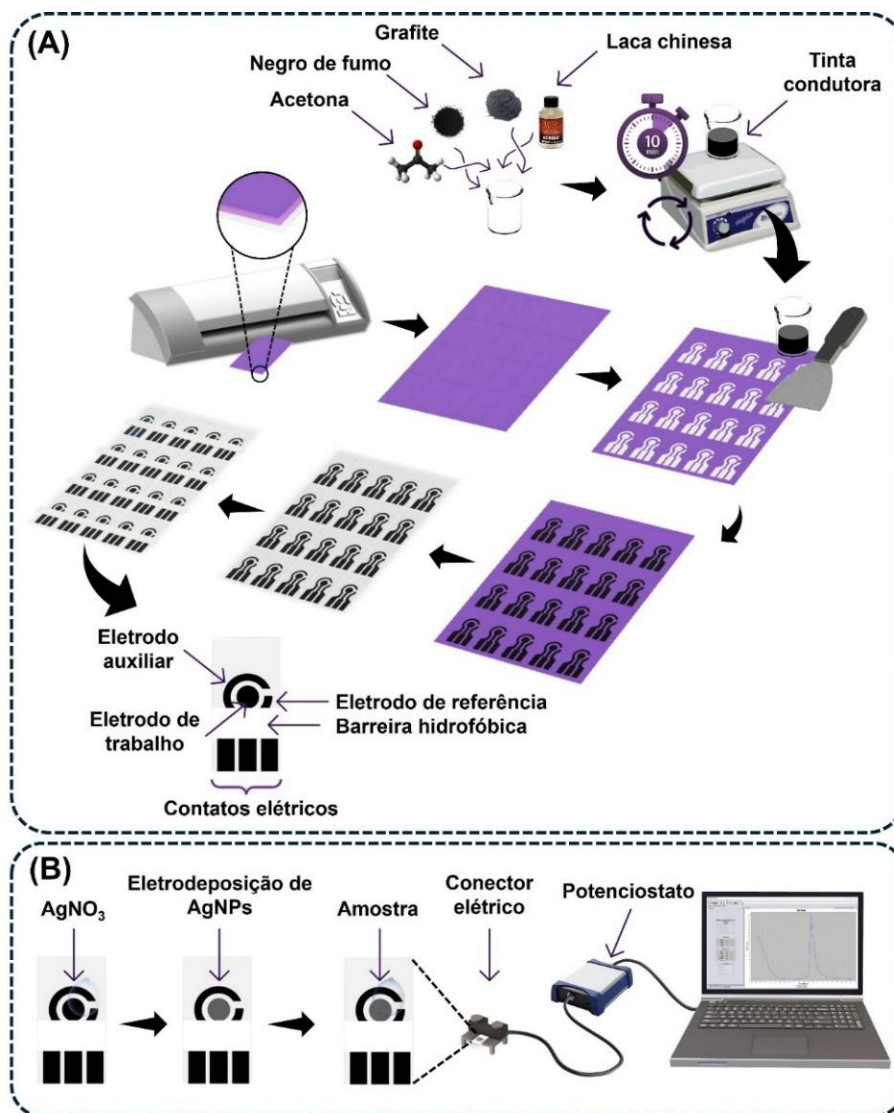 (A)
Grafite
Negro de fumo
Acetona
Laca chinesa
Tinta
condutora
10
min
Eletrodo
auxiliar
Eletrodo de
trabalho
Eletrodo de referência
Barreira hidrofóbica
Contatos elétricos
(B)
AgNO₃
Eletrodeposição de
AgNPs
Amostra
Conector
elétrico
Potenciostato